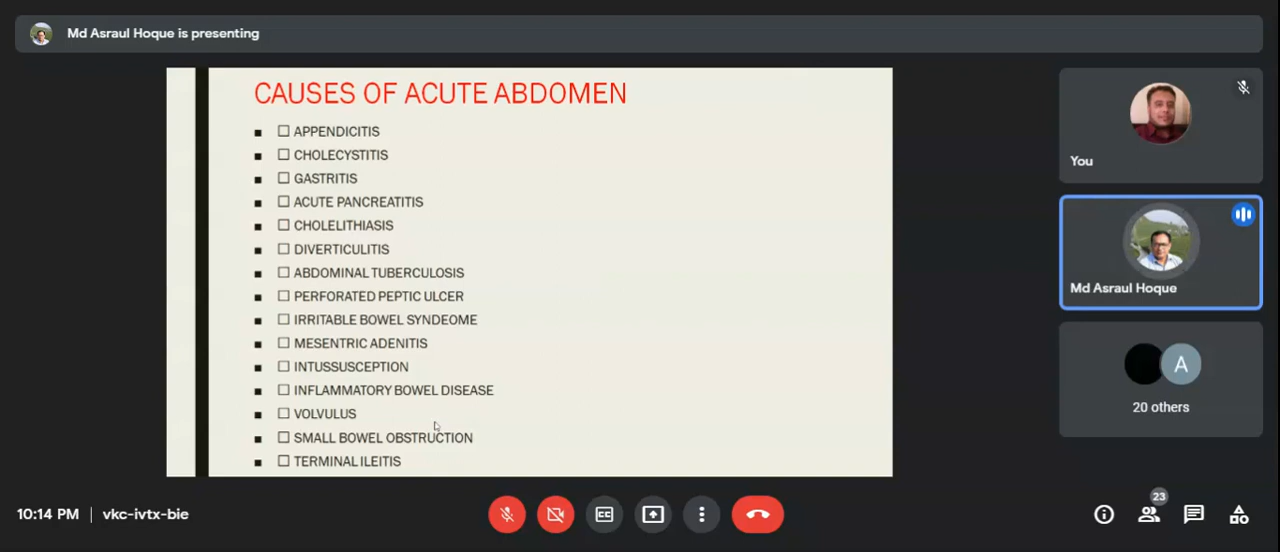 Md Asraul Hoque is presenting
CAUSES OF ACUTE ABDOMEN
■ ☐ APPENDICITIS
■ ☐ CHOLECYSTITIS
■ ☐ GASTRITIS
■ ☐ ACUTE PANCREATITIS
■ ☐ CHOLELITHIASIS
■ ☐ DIVERTICULITIS
■ ☐ ABDOMINAL TUBERCULOSIS
■ ☐ PERFORATED PEPTIC ULCER
■ ☐ IRRITABLE BOWEL SYNDEOME
■ ☐ MESENTRIC ADENITIS
■ ☐ INTUSSUSCEPTION
■ ☐ INFLAMMATORY BOWEL DISEASE
■ ☐ VOLVULUS
■ ☐ SMALL BOWEL OBSTRUCTION
■ ☐ TERMINAL ILEITIS
You
Md Asraul Hoque
A
20 others
10:14 PM | vkc-ivtx-bie
CC
23